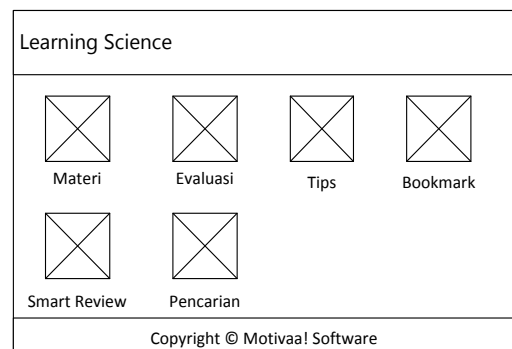 Learning Science
Materi Evaluasi Tips Bookmark
Smart Review Pencarian
Copyright © Motivaa! Software